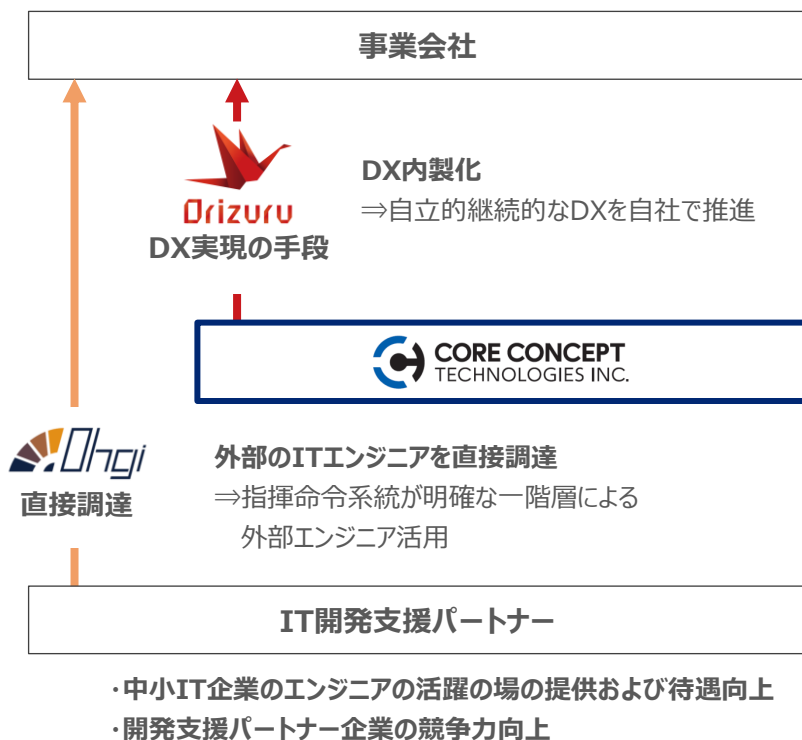 事業会社
Orizuru
DX実現の手段
DX内製化
⇒自立的継続的なDXを自社で推進
CORE CONCEPT
TECHNOLOGIES INC.
Ohgi
直接調達
外部のITエンジニアを直接調達
⇒指揮命令系統が明確な一階層による
外部エンジニア活用
IT開発支援パートナー
・中小IT企業のエンジニアの活躍の場の提供および待遇向上
・開発支援パートナー企業の競争力向上